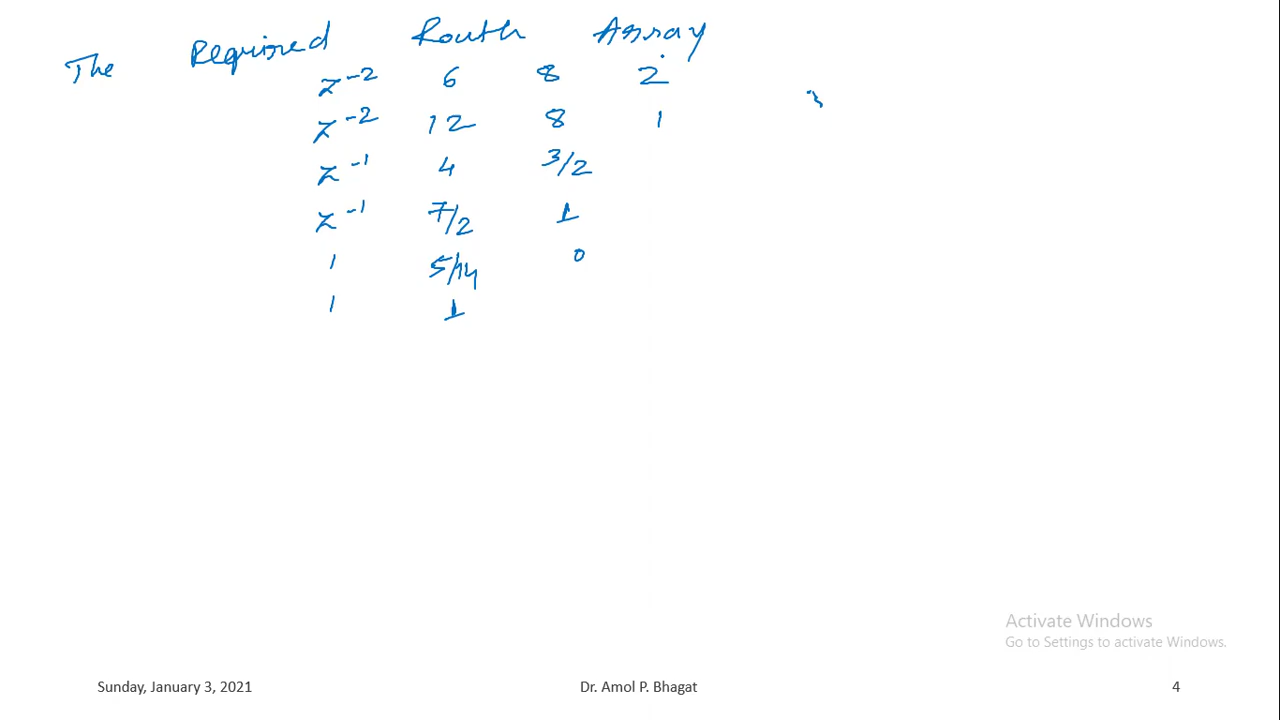 The Required Routh Array
z⁻² 6 8 2
z⁻² 12 8 1
z⁻¹ 4 3/2
z⁻¹ 7/2 1
1 5/14 0
1 1
Activate Windows
Go to Settings to activate Windows.
Sunday, January 3, 2021 Dr. Amol P. Bhagat 4